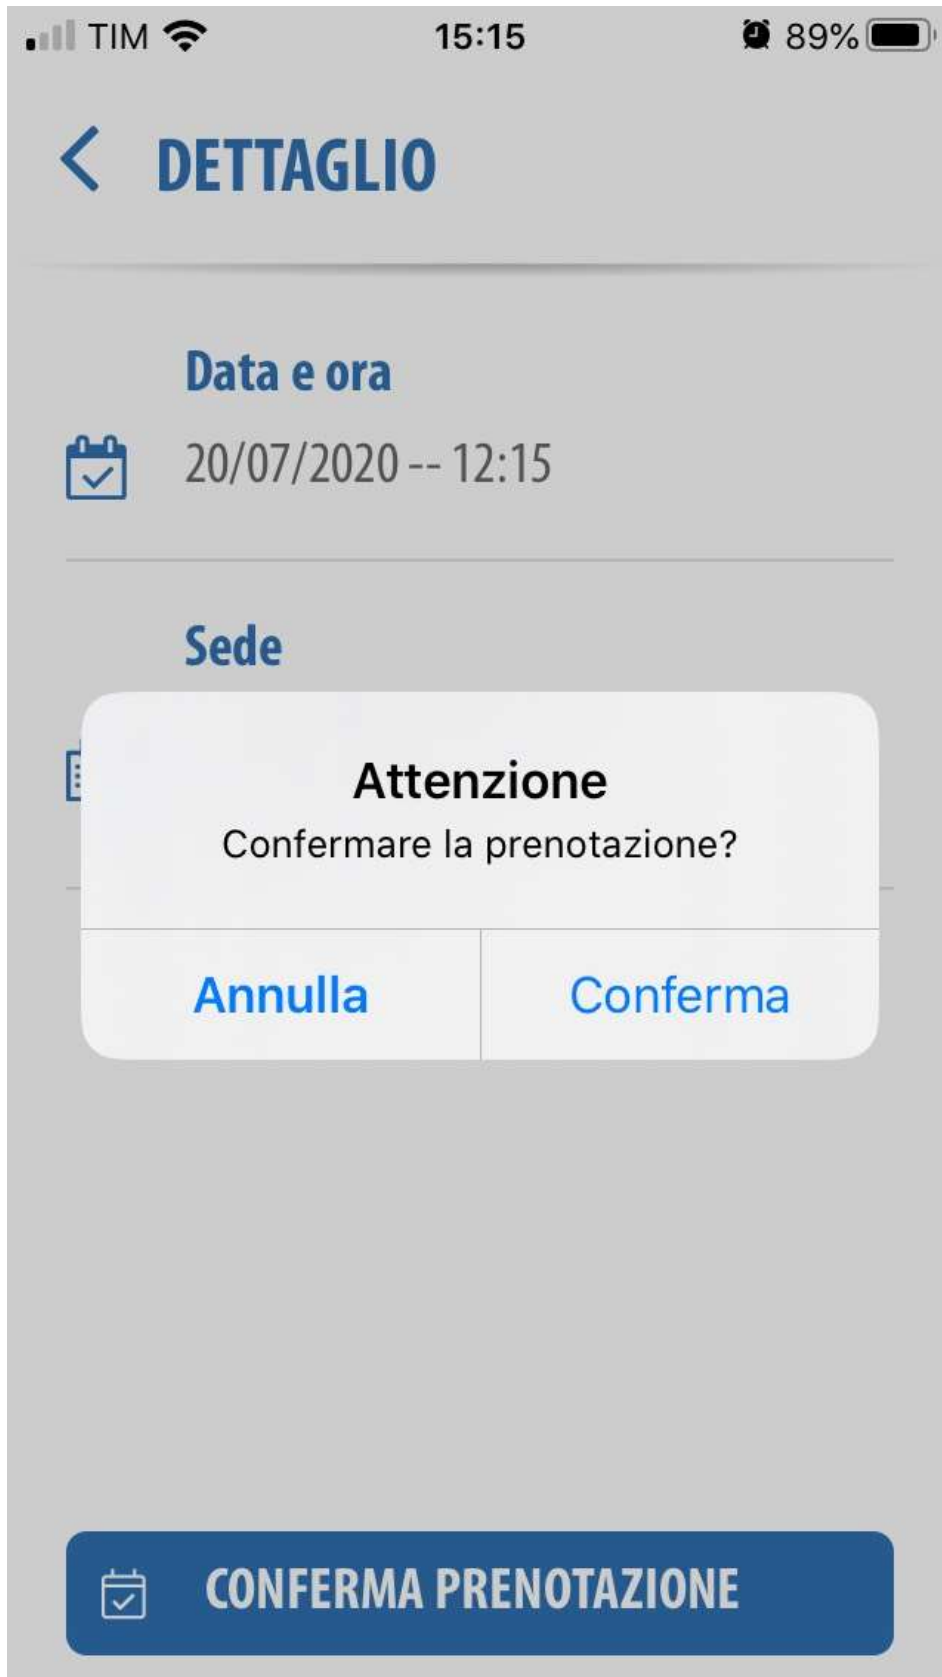 TIM 15:15 89%
DETTAGLIO
Data e ora
20/07/2020 -- 12:15
Sede
Attenzione
Confermare la prenotazione?
Annulla Conferma
CONFERMA PRENOTAZIONE